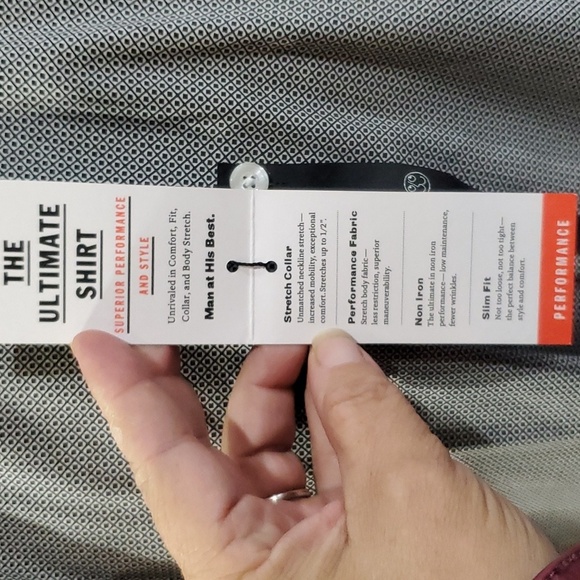 THE
ULTIMATE
SHIRT
SUPERIOR PERFORMANCE
AND STYLE
Unrivaled in Comfort, Fit,
Collar, and Body Stretch.
Man at His Best.
Stretch Collar
Unmatched neckline stretch—
increased mobility, exceptional
comfort. Stretches up to 1/2".
Performance Fabric
Stretch body fabric—
less restriction, superior
maneuverability.
Non Iron
The ultimate in non iron
performance— low maintenance,
fewer wrinkles.
Slim Fit
Not too loose, not too tight—
the perfect balance between
style and comfort.
PERFORMANCE